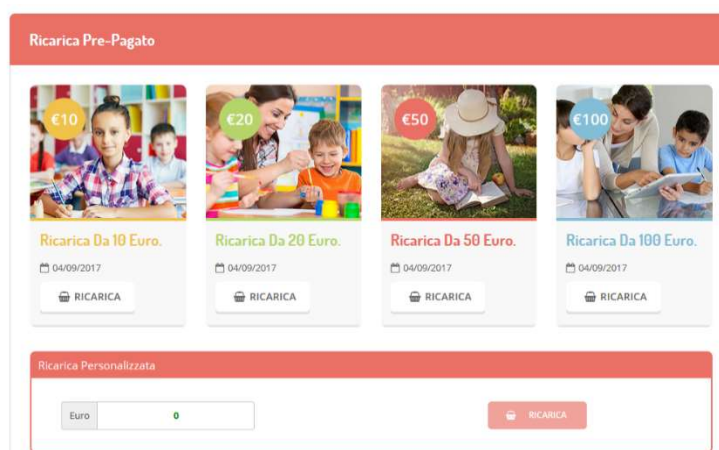 Ricarica Pre-Pagato
€10
€20
€50
€100
Ricarica Da 10 Euro.
Ricarica Da 20 Euro.
Ricarica Da 50 Euro.
Ricarica Da 100 Euro.
04/09/2017
04/09/2017
04/09/2017
04/09/2017
RICARICA
RICARICA
RICARICA
RICARICA
Ricarica Personalizzata
Euro 0
RICARICA